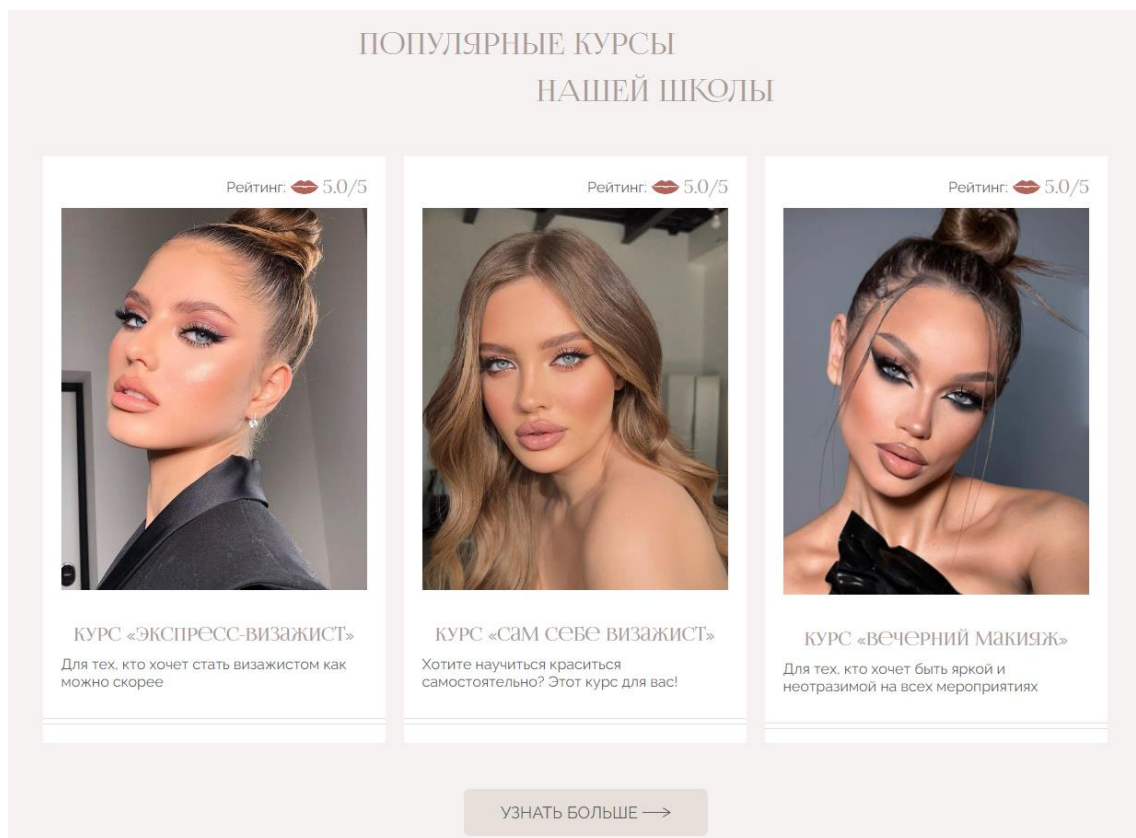 ПОПУЛЯРНЫЕ КУРСЫ
НАШЕЙ ШКОЛЫ
Рейтинг: 5.0/5
Рейтинг: 5.0/5
Рейтинг: 5.0/5
КУРС «ЭКСПРЕСС-ВИЗАЖИСТ»
Для тех, кто хочет стать визажистом как
можно скорее
КУРС «САМ СЕБЕ ВИЗАЖИСТ»
Хотите научиться краситься
самостоятельно? Этот курс для вас!
КУРС «ВЕЧЕРНИЙ МАКИЯЖ»
Для тех, кто хочет быть яркой и
неотразимой на всех мероприятиях
УЗНАТЬ БОЛЬШЕ →